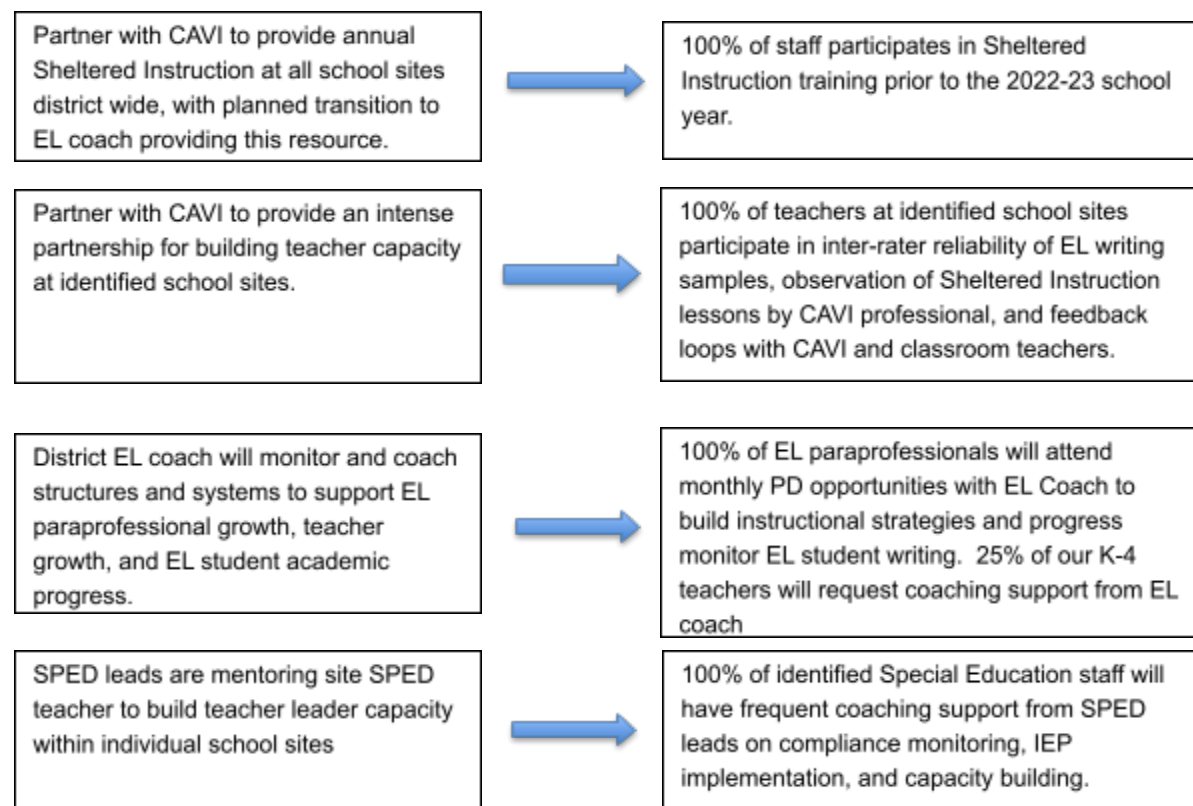 Partner with CAVI to provide annual
Sheltered Instruction at all school sites
district wide, with planned transition to
EL coach providing this resource.
100% of staff participates in Sheltered
Instruction training prior to the 2022-23 school
year.
Partner with CAVI to provide an intense
partnership for building teacher capacity
at identified school sites.
100% of teachers at identified school sites
participate in inter-rater reliability of EL writing
samples, observation of Sheltered Instruction
lessons by CAVI professional, and feedback
loops with CAVI and classroom teachers.
District EL coach will monitor and coach
structures and systems to support EL
paraprofessional growth, teacher
growth, and EL student academic
progress.
100% of EL paraprofessionals will attend
monthly PD opportunities with EL Coach to
build instructional strategies and progress
monitor EL student writing.  25% of our K-4
teachers will request coaching support from EL
coach
SPED leads are mentoring site SPED
teacher to build teacher leader capacity
within individual school sites
100% of identified Special Education staff will
have frequent coaching support from SPED
leads on compliance monitoring, IEP
implementation, and capacity building.